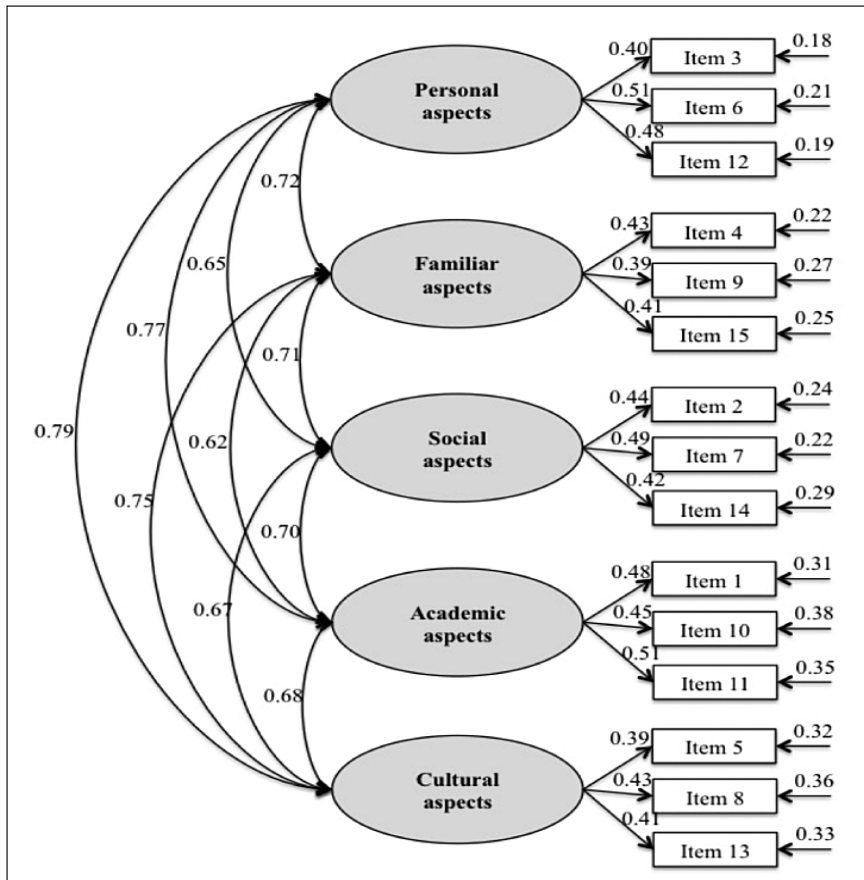 0.40
Item 3
0.18
Personal
aspects
0.51
Item 6
0.21
0.48
Item 12
0.19
0.72
0.43
Item 4
0.22
Familiar
aspects
0.39
Item 9
0.27
0.65
0.41
Item 15
0.25
0.77
0.71
0.44
Item 2
0.24
0.79
0.62
Social
aspects
0.49
Item 7
0.22
0.42
Item 14
0.29
0.75
0.70
0.48
Item 1
0.31
0.67
Academic
aspects
0.45
Item 10
0.38
0.51
Item 11
0.35
0.68
0.39
Item 5
0.32
Cultural
aspects
0.43
Item 8
0.36
0.41
Item 13
0.33